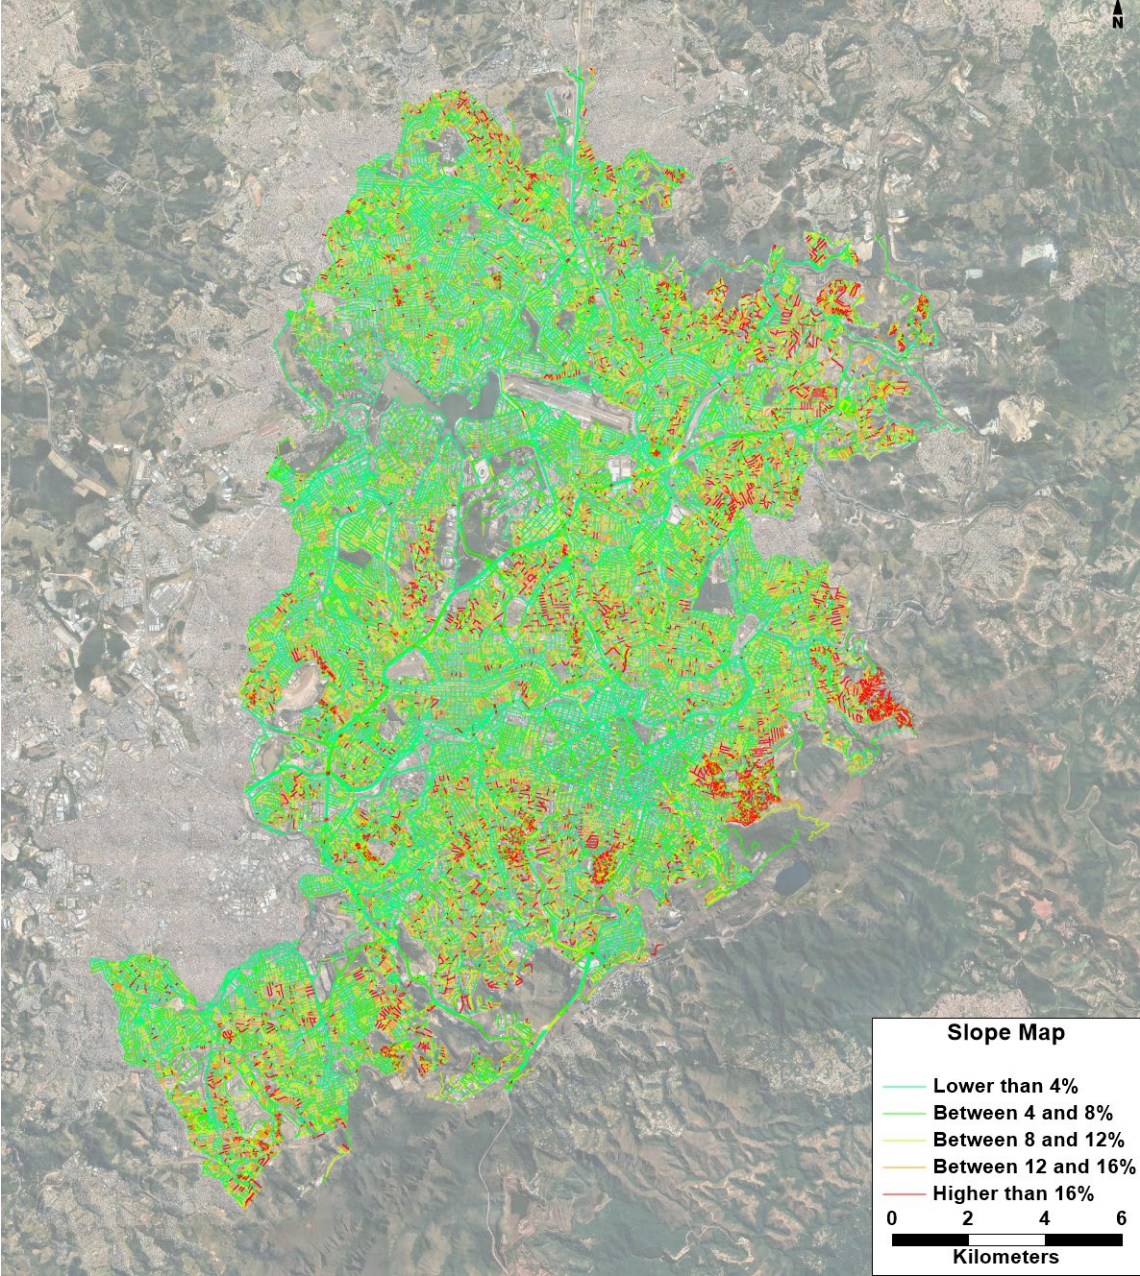 N
Slope Map
Lower than 4%
Between 4 and 8%
Between 8 and 12%
Between 12 and 16%
Higher than 16%
0 2 4 6
Kilometers